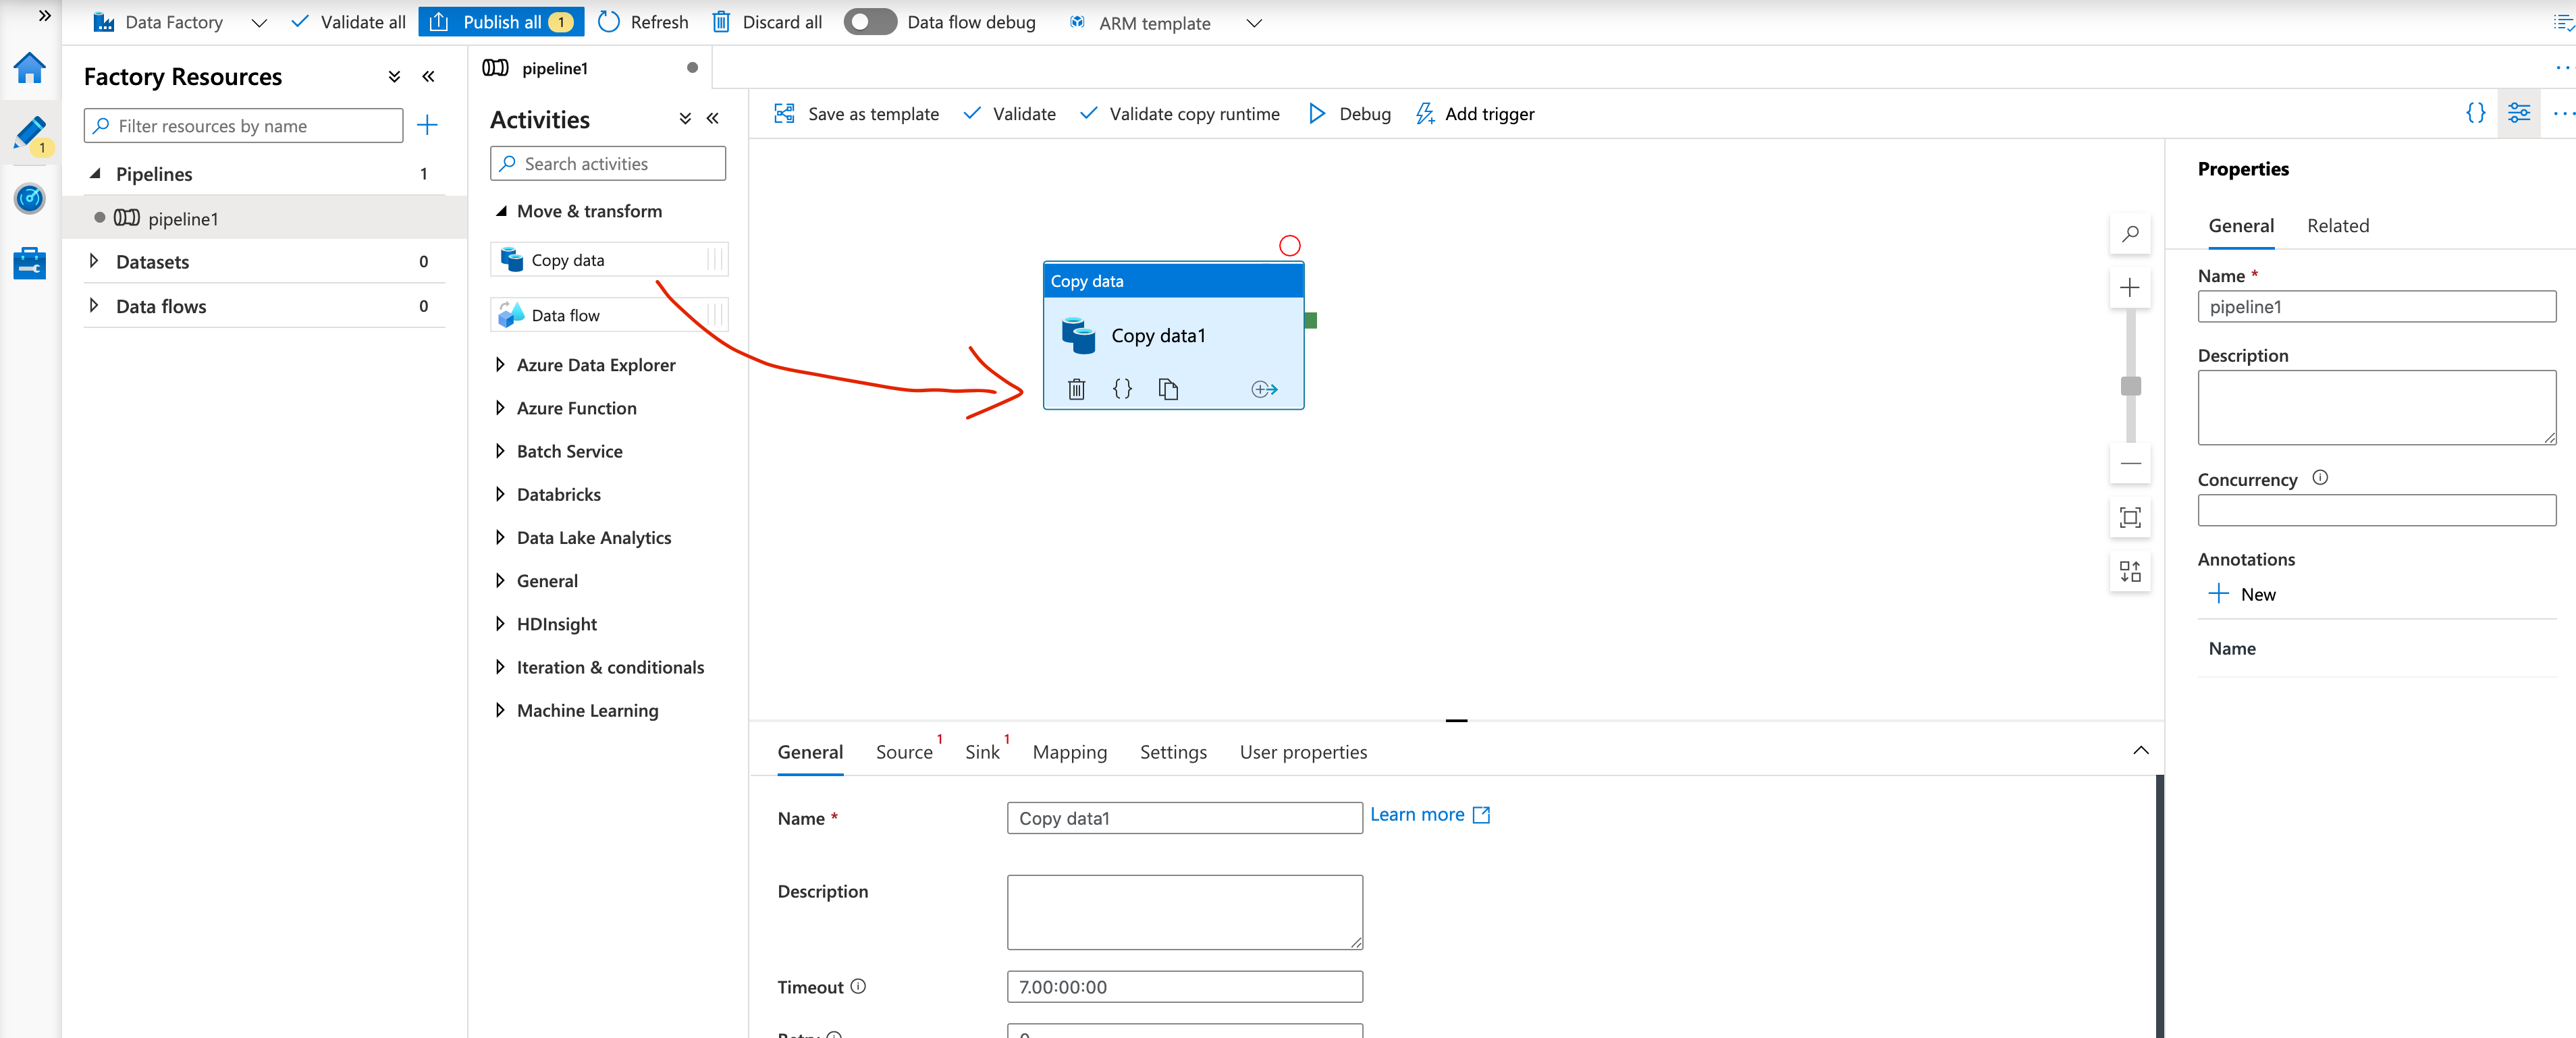 Data Factory Validate all Publish all 1 Refresh Discard all Data flow debug ARM template
Factory Resources
Filter resources by name
1
Pipelines 1
pipeline1
Datasets 0
Data flows 0
pipeline1
Activities
Search activities
Move & transform
Copy data
Data flow
Azure Data Explorer
Azure Function
Batch Service
Databricks
Data Lake Analytics
General
HDInsight
Iteration & conditionals
Machine Learning
Save as template Validate Validate copy runtime Debug Add trigger
Copy data
Copy data1
General Source 1 Sink 1 Mapping Settings User properties
Name * Copy data1 Learn more
Description
Timeout 7.00:00:00
Properties
General Related
Name *
pipeline1
Description
Concurrency
Annotations
New
Name